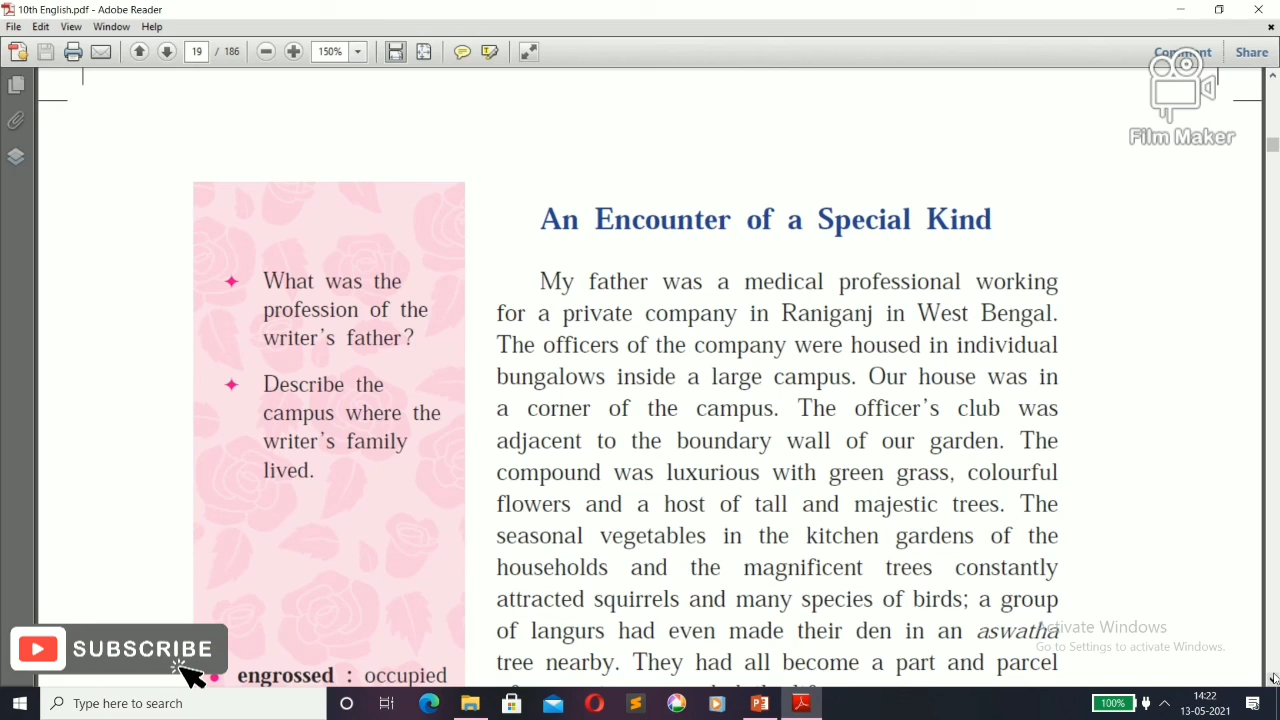 10th English.pdf - Adobe Reader
File Edit View Window Help
19 / 186 150% Comment Share
Film Maker
What was the
profession of the
writer's father?
Describe the
campus where the
writer's family
lived.
engrossed : occupied
An Encounter of a Special Kind
My father was a medical professional working
for a private company in Raniganj in West Bengal.
The officers of the company were housed in individual
bungalows inside a large campus. Our house was in
a corner of the campus. The officer's club was
adjacent to the boundary wall of our garden. The
compound was luxurious with green grass, colourful
flowers and a host of tall and majestic trees. The
seasonal vegetables in the kitchen gardens of the
households and the magnificent trees constantly
attracted squirrels and many species of birds; a group
of langurs had even made their den in an aswatha
tree nearby. They had all become a part and parcel
Activate Windows
Go to Settings to activate Windows.
SUBSCRIBE
Type here to search
100%
14:22
13-05-2021